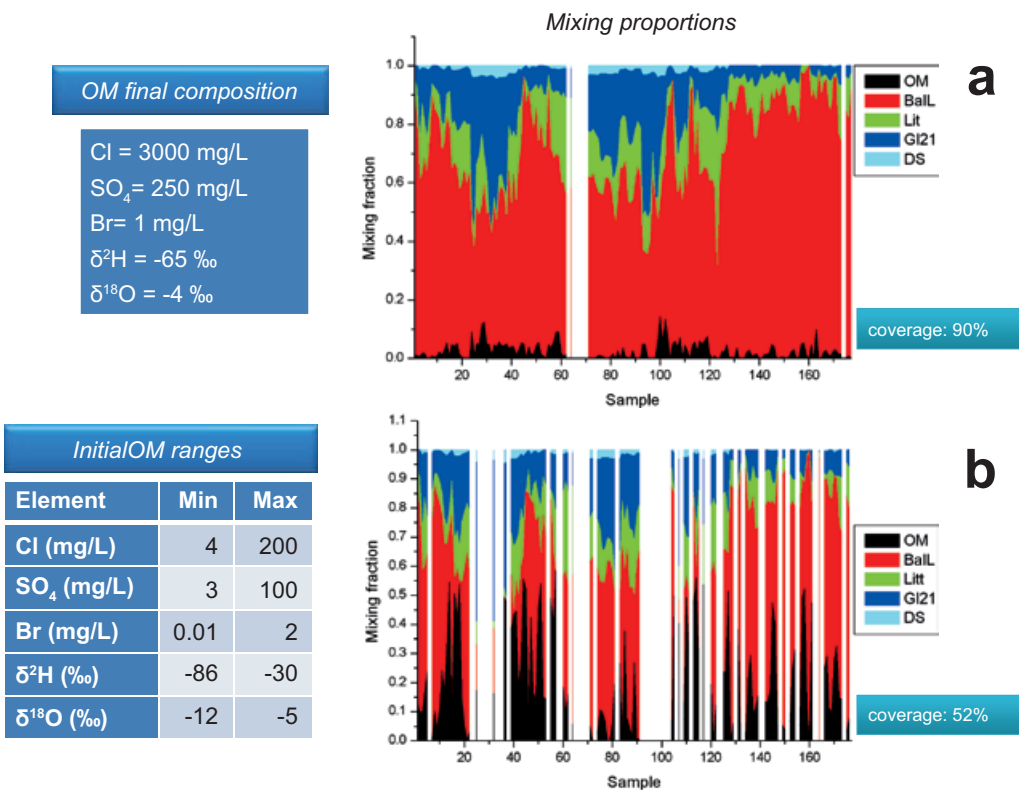 Mixing proportions
OM final composition
Cl = 3000 mg/L
SO₄= 250 mg/L
Br= 1 mg/L
δ²H = -65 ‰
δ¹⁸O = -4 ‰
a
Mixing fraction
1.0
0.8
0.6
0.4
0.2
0.0
20 40 60 80 100 120 140 160
Sample
OM
BalL
Lit
Gl21
DS
coverage: 90%
InitialOM ranges
Element Min Max
Cl (mg/L) 4 200
SO₄ (mg/L) 3 100
Br (mg/L) 0.01 2
δ²H (‰) -86 -30
δ¹⁸O (‰) -12 -5
b
Mixing fraction
1.1
1.0
0.9
0.8
0.7
0.6
0.5
0.4
0.3
0.2
0.1
0.0
20 40 60 80 100 120 140 160
Sample
OM
BalL
Litt
Gl21
DS
coverage: 52%